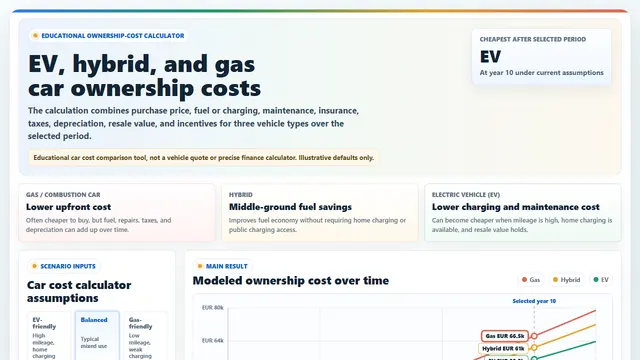 EDUCATIONAL OWNERSHIP-COST CALCULATOR
EV, hybrid, and gas
car ownership costs
The calculation combines purchase price, fuel or charging, maintenance, insurance,
taxes, depreciation, resale value, and incentives for three vehicle types over the
selected period.
Educational car cost comparison tool, not a vehicle quote or precise finance calculator. Illustrative defaults only.
CHEAPEST AFTER SELECTED PERIOD
EV
At year 10 under current assumptions
GAS / COMBUSTION CAR
Lower upfront cost
Often cheaper to buy, but fuel, repairs, taxes, and
depreciation can add up over time.
HYBRID
Middle-ground fuel savings
Improves fuel economy without requiring home charging or
public charging access.
ELECTRIC VEHICLE (EV)
Lower charging and maintenance cost
Can become cheaper when mileage is high, home charging is
available, and resale value holds.
SCENARIO INPUTS
Car cost calculator
assumptions
EV-
friendly
High
mileage,
home
charging
Balanced
Typical
mixed use
Gas-
friendly
Low
mileage,
weak
charging
MAIN RESULT
Modeled ownership cost over time
Gas
Hybrid
EV
Selected year 10
EUR 80k
EUR 64k
Gas EUR 66.5k
Hybrid EUR 61k